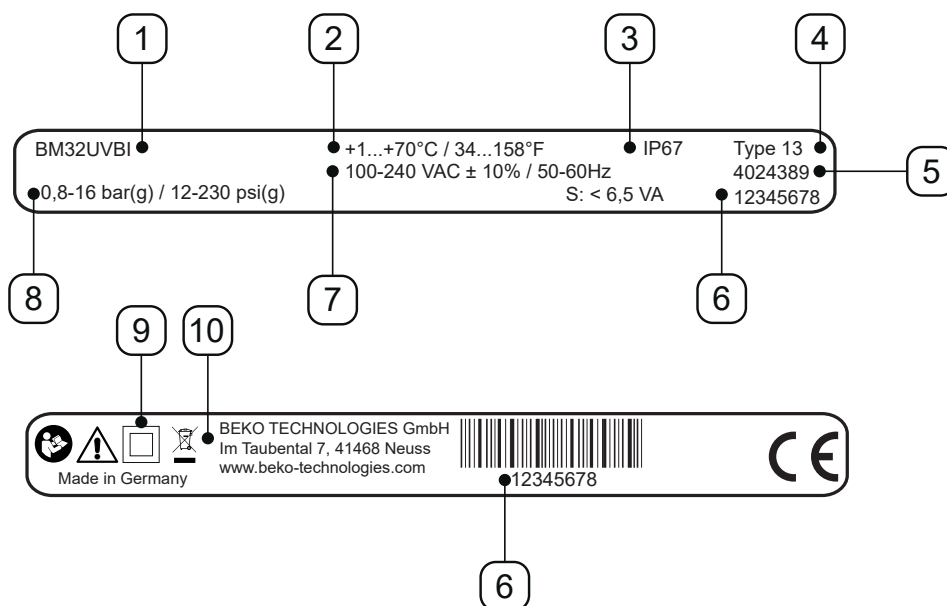 1 2 3 4
BM32UVBI +1...+70°C / 34...158°F IP67 Type 13
100-240 VAC ± 10% / 50-60Hz 4024389 5
0,8-16 bar(g) / 12-230 psi(g) S: < 6,5 VA 12345678
8 7 6
9 10
BEKO TECHNOLOGIES GmbH
Im Taubental 7, 41468 Neuss
www.beko-technologies.com
Made in Germany
12345678
CE
6